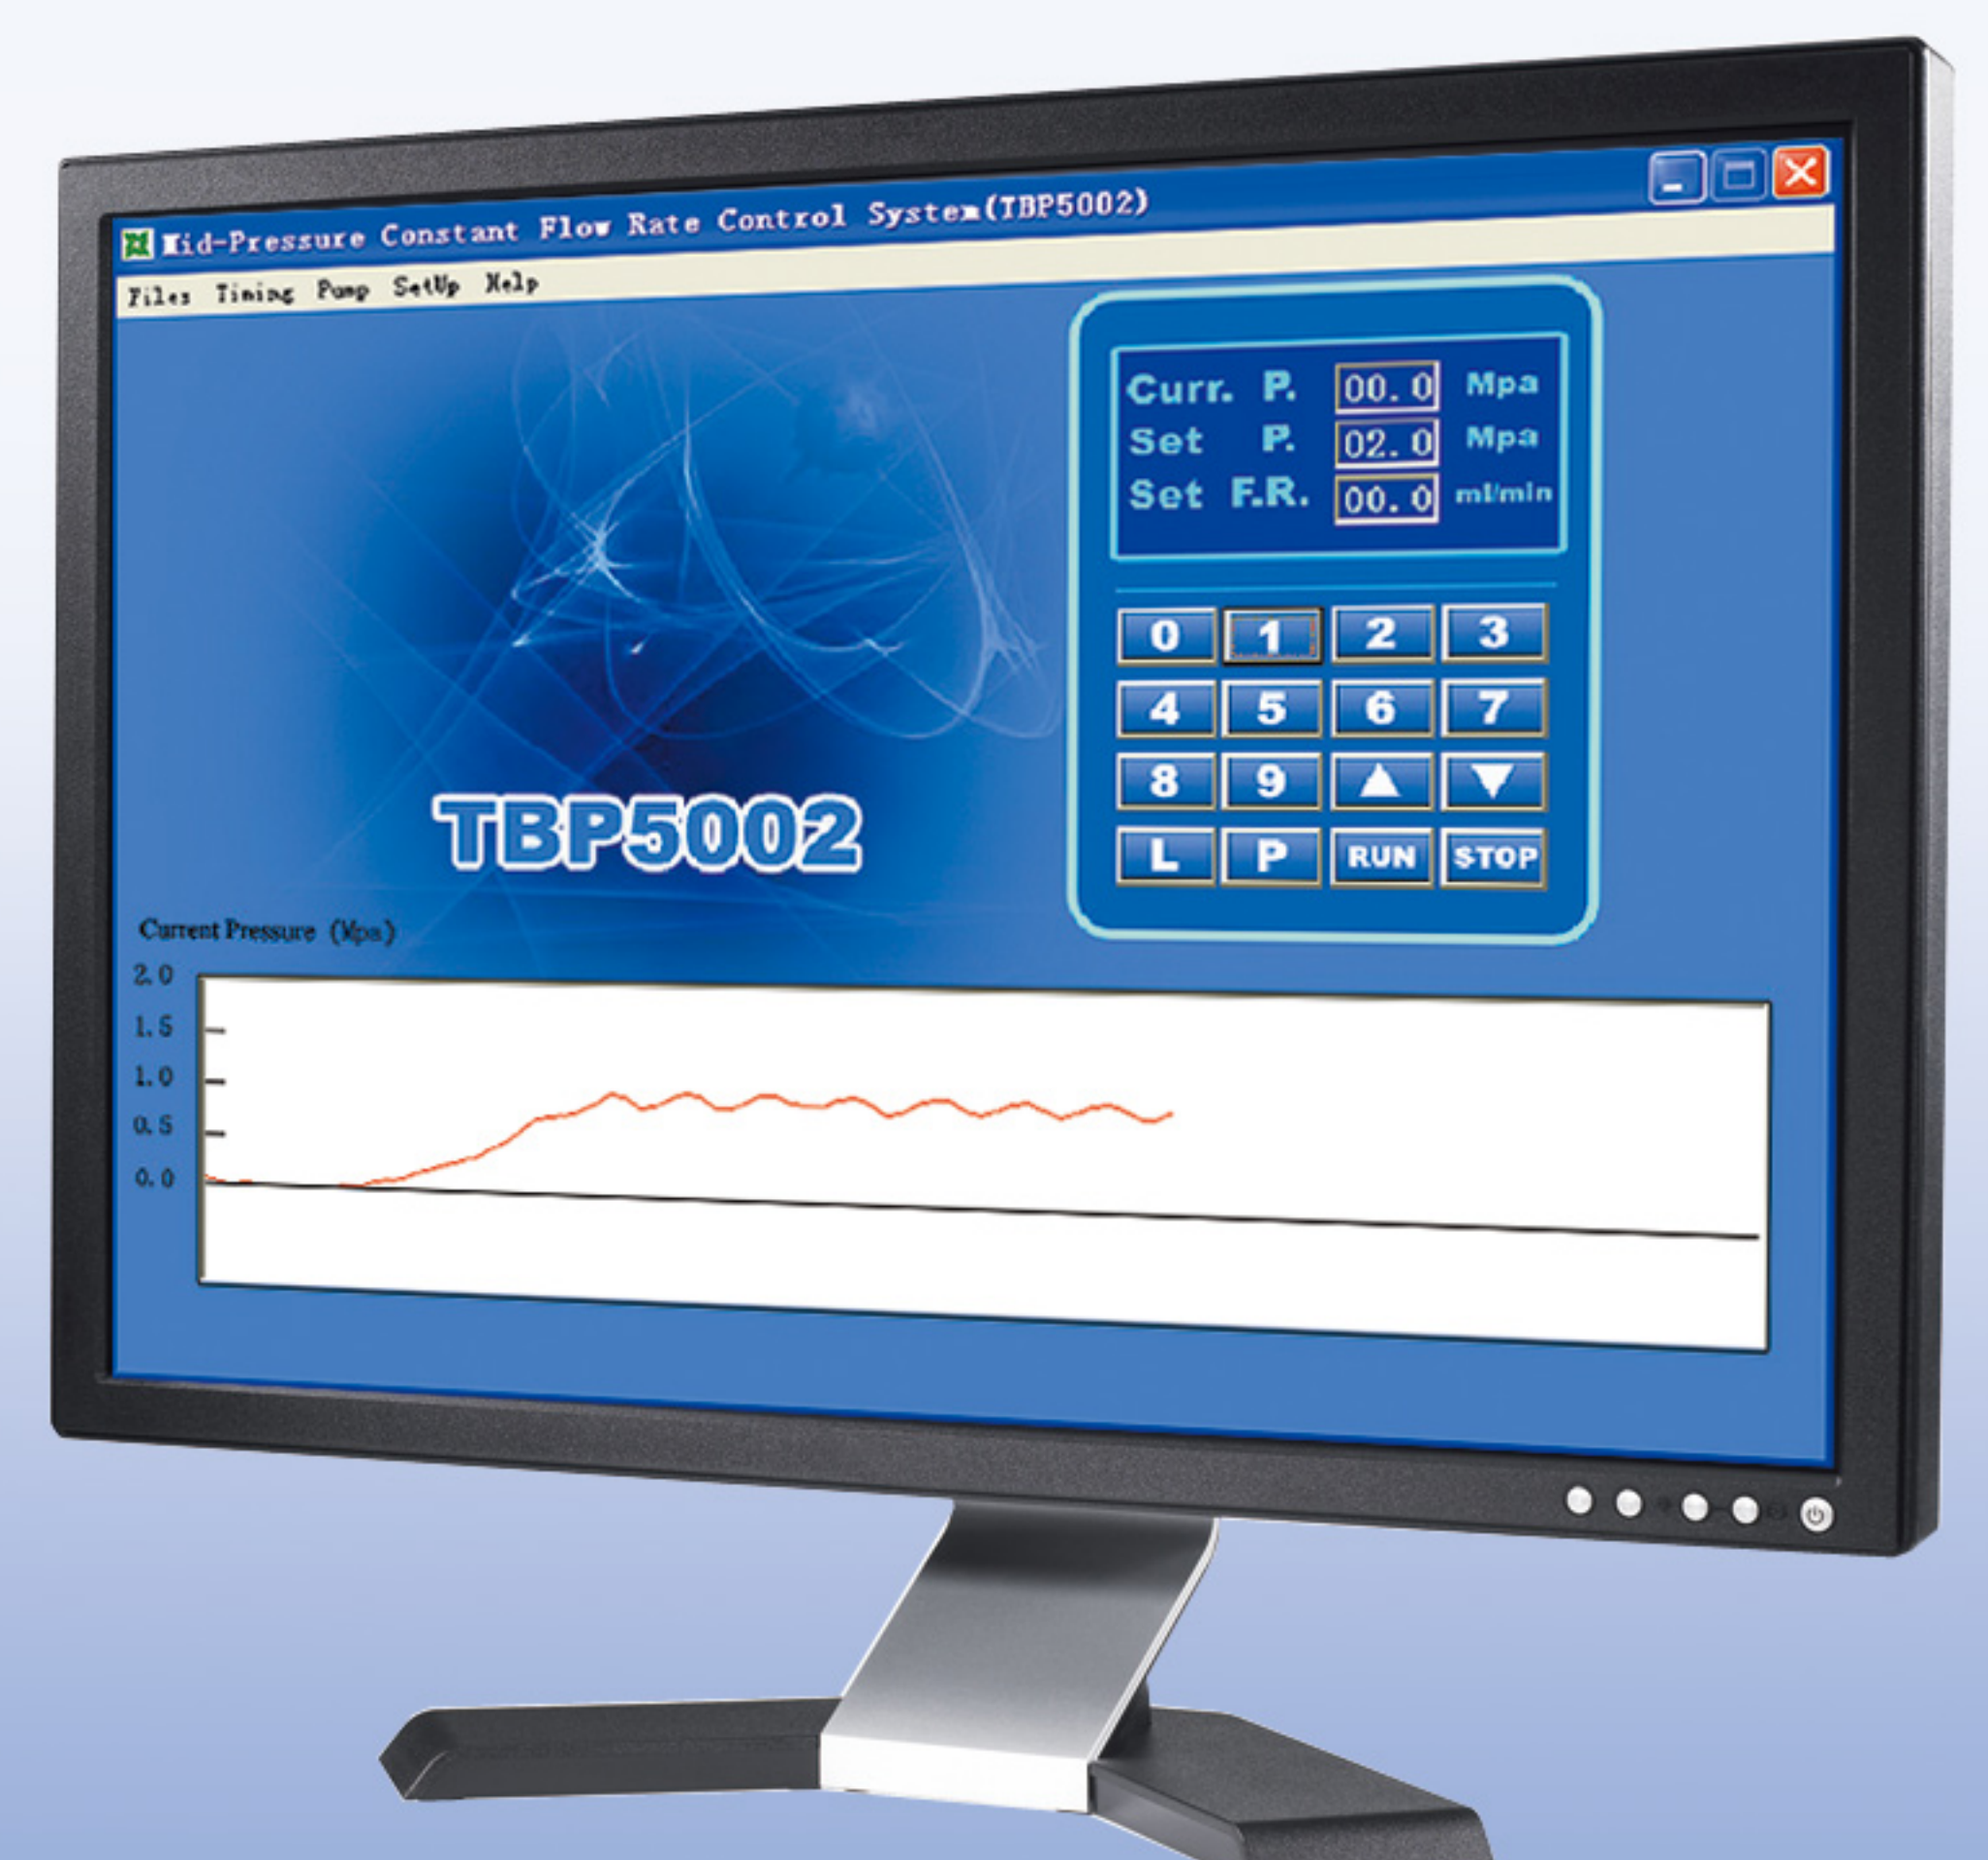 Mid-Pressure Constant Flow Rate Control System(TBP5002)
Files Timing Pump SetUp Help
Curr. P. 00.0 Mpa
Set P. 02.0 Mpa
Set F.R. 00.0 ml/min
0 1 2 3
4 5 6 7
8 9 ▲ ▼
L P RUN STOP
TBP5002
Current Pressure (Mpa)
2.0
1.5
1.0
0.5
0.0